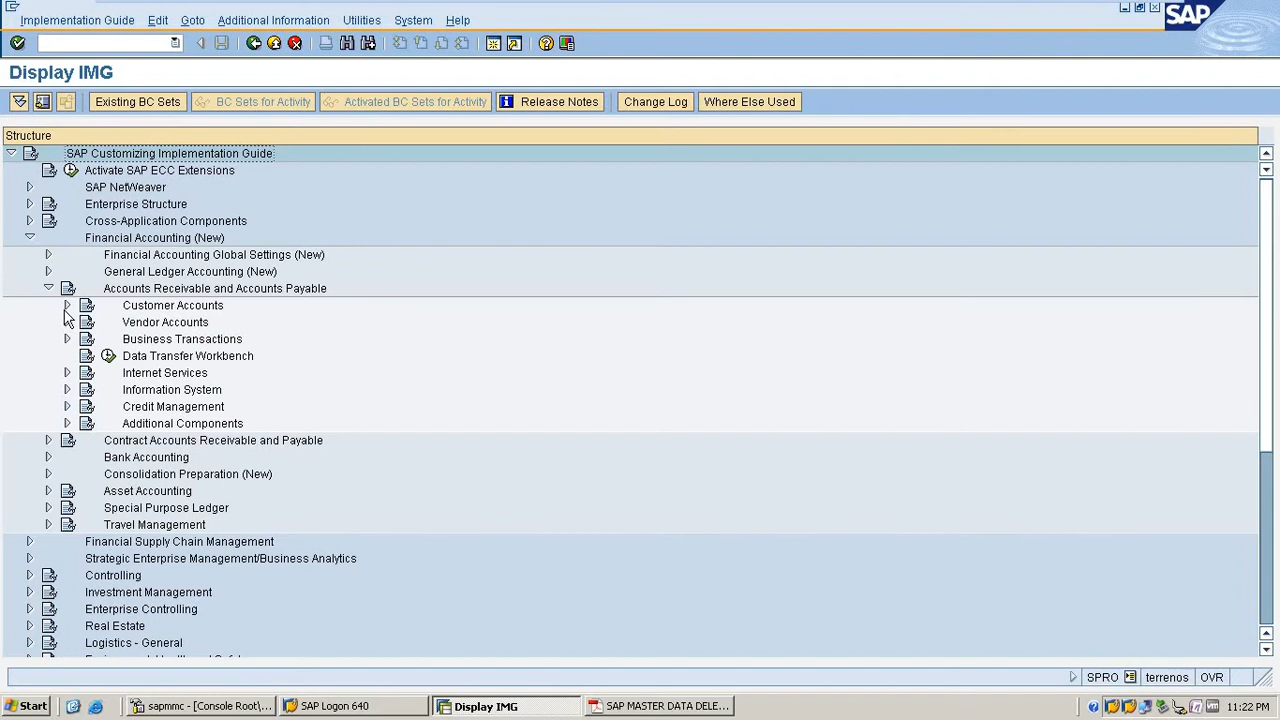 Implementation Guide Edit Goto Additional Information Utilities System Help
SAP
Display IMG
Existing BC Sets BC Sets for Activity Activated BC Sets for Activity Release Notes Change Log Where Else Used
Structure
SAP Customizing Implementation Guide
Activate SAP ECC Extensions
SAP NetWeaver
Enterprise Structure
Cross-Application Components
Financial Accounting (New)
Financial Accounting Global Settings (New)
General Ledger Accounting (New)
Accounts Receivable and Accounts Payable
Customer Accounts
Vendor Accounts
Business Transactions
Data Transfer Workbench
Internet Services
Information System
Credit Management
Additional Components
Contract Accounts Receivable and Payable
Bank Accounting
Consolidation Preparation (New)
Asset Accounting
Special Purpose Ledger
Travel Management
Financial Supply Chain Management
Strategic Enterprise Management/Business Analytics
Controlling
Investment Management
Enterprise Controlling
Real Estate
Logistics - General
SPRO terrenos OVR
Start sapmmc - [Console Root\... SAP Logon 640 Display IMG SAP MASTER DATA DELE... 11:22 PM